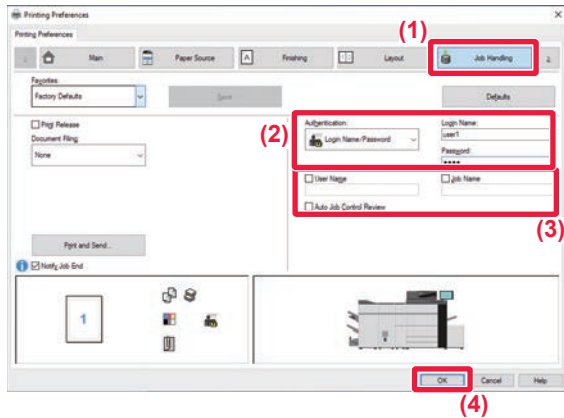 Printing Preferences
Printing Preferences
(1)
Main
Paper Source
Finishing
Layout
Job Handling
2
Favorites:
Factory Defaults
Save
Defaults
Print Release
Document Filing:
None
(2)
Authentication:
Login Name/Password
Login Name:
user1
Password:
••••
User Name
Job Name
Auto Job Control Review
(3)
Print and Send...
Notify Job End
1
OK
Cancel
Help
(4)